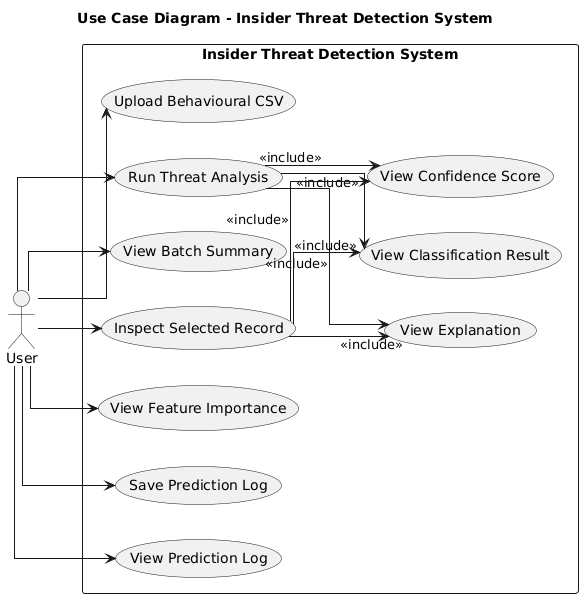 Use Case Diagram - Insider Threat Detection System
Insider Threat Detection System
Upload Behavioural CSV
«include»
Run Threat Analysis
«include»
View Confidence Score
«include»
View Batch Summary
«include»
«include»
View Classification Result
Inspect Selected Record
View Explanation
«include»
User
View Feature Importance
Save Prediction Log
View Prediction Log